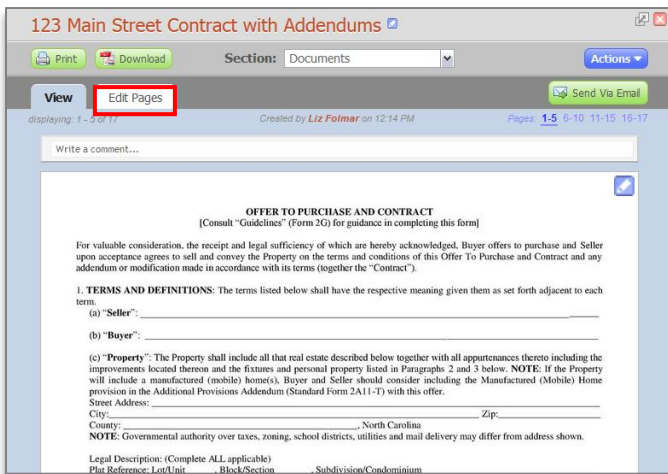 123 Main Street Contract with Addendums
Print Download Section: Documents Actions
View Edit Pages Send Via Email
displaying: 1 - 5 of 17 Created by Liz Folmar on 12:14 PM Pages: 1-5 6-10 11-15 16-17
Write a comment...
OFFER TO PURCHASE AND CONTRACT
[Consult "Guidelines" (Form 2G) for guidance in completing this form]
For valuable consideration, the receipt and legal sufficiency of which are hereby acknowledged, Buyer offers to purchase and Seller
upon acceptance agrees to sell and convey the Property on the terms and conditions of this Offer To Purchase and Contract and any
addendum or modification made in accordance with its terms (together the "Contract").
1. TERMS AND DEFINITIONS: The terms listed below shall have the respective meaning given them as set forth adjacent to each
term.
(a) "Seller":
(b) "Buyer":
(c) "Property": The Property shall include all that real estate described below together with all appurtenances thereto including the
improvements located thereon and the fixtures and personal property listed in Paragraphs 2 and 3 below. NOTE: If the Property
will include a manufactured (mobile) home(s), Buyer and Seller should consider including the Manufactured (Mobile) Home
provision in the Additional Provisions Addendum (Standard Form 2A11-T) with this offer.
Street Address:
City: Zip:
County: , North Carolina
NOTE: Governmental authority over taxes, zoning, school districts, utilities and mail delivery may differ from address shown.
Legal Description: (Complete ALL applicable)
Plat Reference: Lot/Unit , Block/Section , Subdivision/Condominium